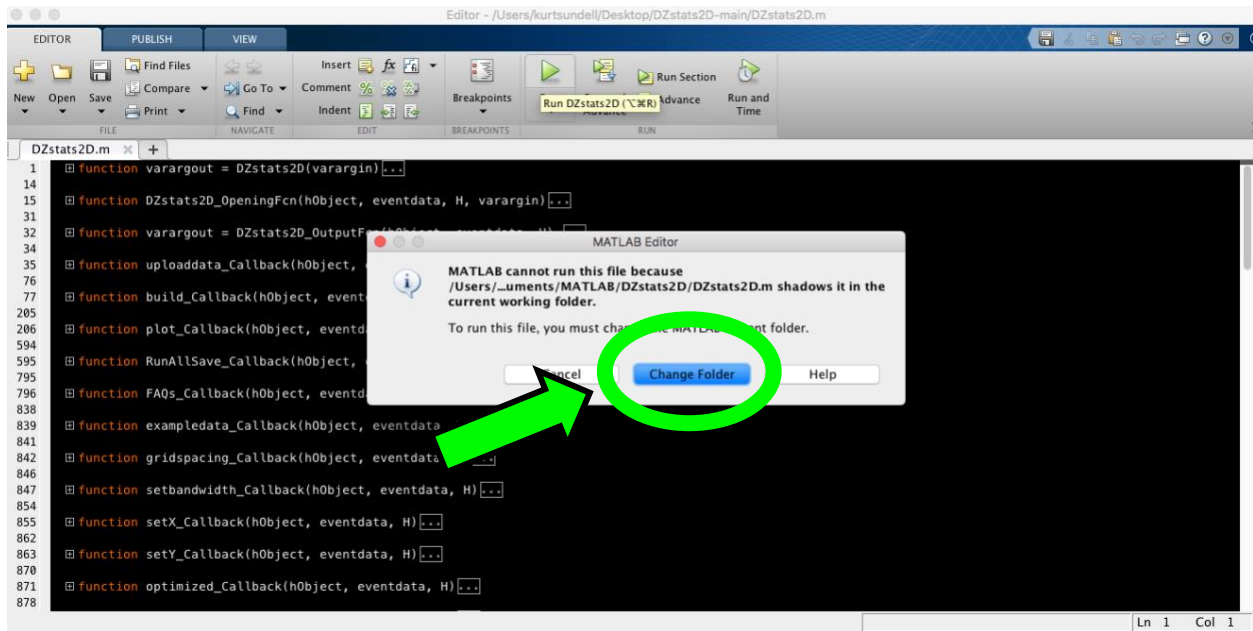 Editor - /Users/kurtsundell/Desktop/DZstats2D-main/DZstats2D.m
EDITOR PUBLISH VIEW
New Open Save
Find Files
Compare
Print
Go To
Find
Insert fx
Comment %
Indent
Breakpoints
Run DZstats2D (⌥⌘R)
Run Section
Advance
Run and
Time
FILE NAVIGATE EDIT BREAKPOINTS RUN
DZstats2D.m × +
1 function varargout = DZstats2D(varargin)...
14
15 function DZstats2D_OpeningFcn(hObject, eventdata, H, varargin)...
31
32 function varargout = DZstats2D_OutputFcn(hObject, eventdata, H)
34
35 function uploaddata_Callback(hObject,
76
77 function build_Callback(hObject, event
205
206 function plot_Callback(hObject, eventd
594
595 function RunAllSave_Callback(hObject,
795
796 function FAQs_Callback(hObject, eventd
838
839 function exampledata_Callback(hObject, eventdata
841
842 function gridspacing_Callback(hObject, eventdata
846
847 function setbandwidth_Callback(hObject, eventdata, H)...
854
855 function setX_Callback(hObject, eventdata, H)...
862
863 function setY_Callback(hObject, eventdata, H)...
870
871 function optimized_Callback(hObject, eventdata, H)...
878
MATLAB Editor
MATLAB cannot run this file because
/Users/...uments/MATLAB/DZstats2D/DZstats2D.m shadows it in the
current working folder.
To run this file, you must change the MATLAB current folder.
Cancel Change Folder Help
Ln 1 Col 1